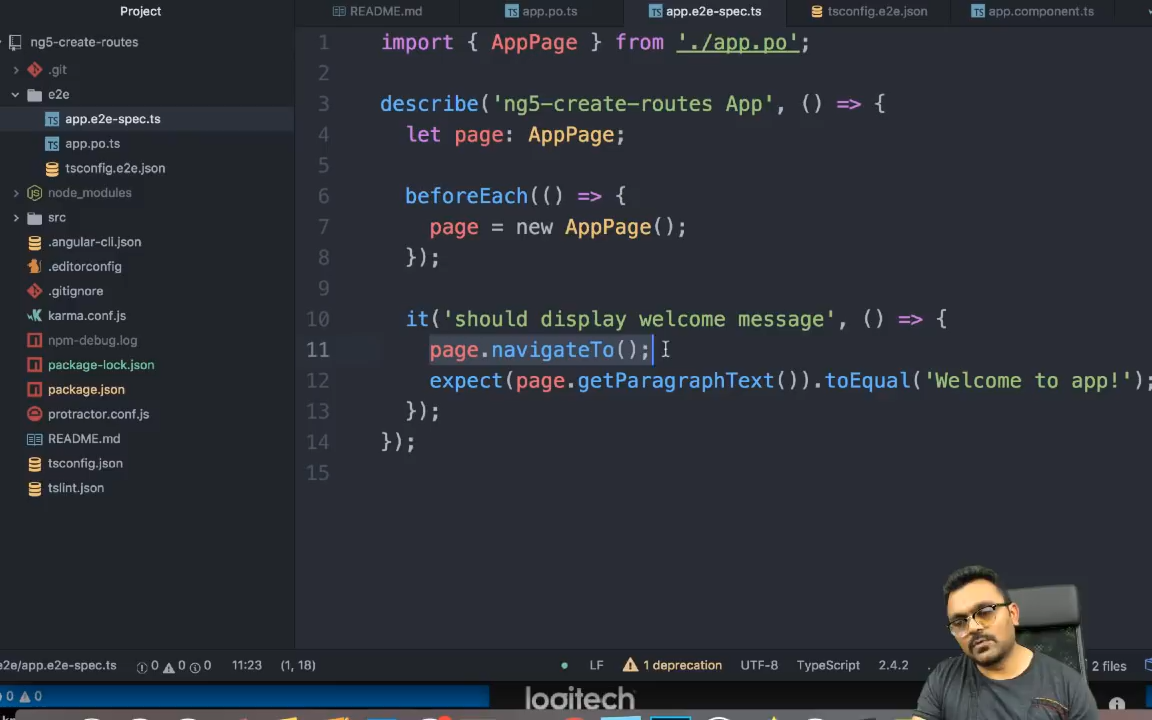 Project
README.md
app.po.ts
app.e2e-spec.ts
tsconfig.e2e.json
app.component.ts
ng5-create-routes
.git
e2e
app.e2e-spec.ts
app.po.ts
tsconfig.e2e.json
node_modules
src
.angular-cli.json
.editorconfig
.gitignore
karma.conf.js
npm-debug.log
package-lock.json
package.json
protractor.conf.js
README.md
tsconfig.json
tslint.json
1 import { AppPage } from './app.po';
2
3 describe('ng5-create-routes App', () => {
4 let page: AppPage;
5
6 beforeEach(() => {
7 page = new AppPage();
8 });
9
10 it('should display welcome message', () => {
11 page.navigateTo();
12 expect(page.getParagraphText()).toEqual('Welcome to app!');
13 });
14 });
15
e2e/app.e2e-spec.ts 0 0 0 11:23 (1, 18) LF 1 deprecation UTF-8 TypeScript 2.4.2 2 files
0 0
logitech